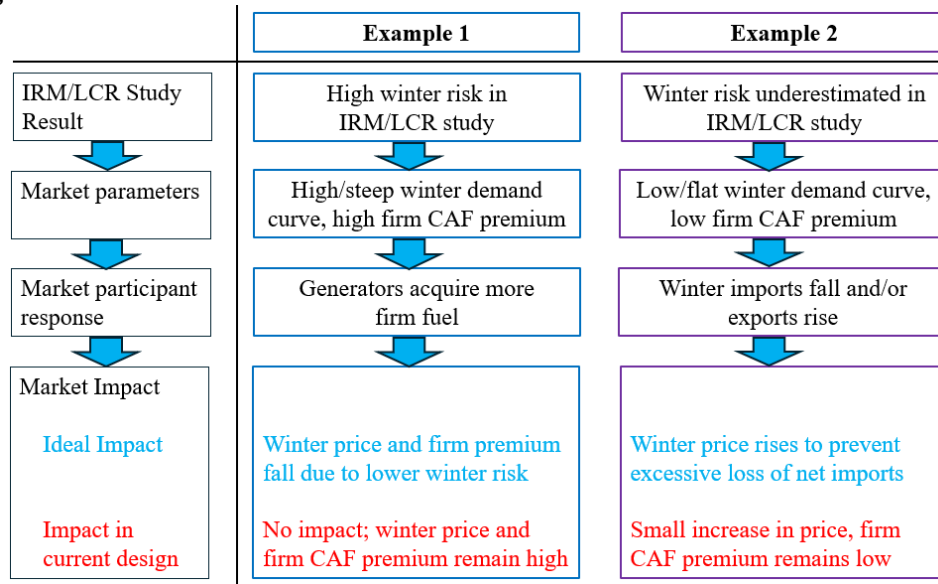 Example 1
Example 2
IRM/LCR Study
Result
High winter risk in
IRM/LCR study
Winter risk underestimated in
IRM/LCR study
Market parameters
High/steep winter demand
curve, high firm CAF premium
Low/flat winter demand curve,
low firm CAF premium
Market participant
response
Generators acquire more
firm fuel
Winter imports fall and/or
exports rise
Market Impact
Ideal Impact
Winter price and firm premium
fall due to lower winter risk
Winter price rises to prevent
excessive loss of net imports
Impact in
current design
No impact; winter price and
firm CAF premium remain high
Small increase in price, firm
CAF premium remains low